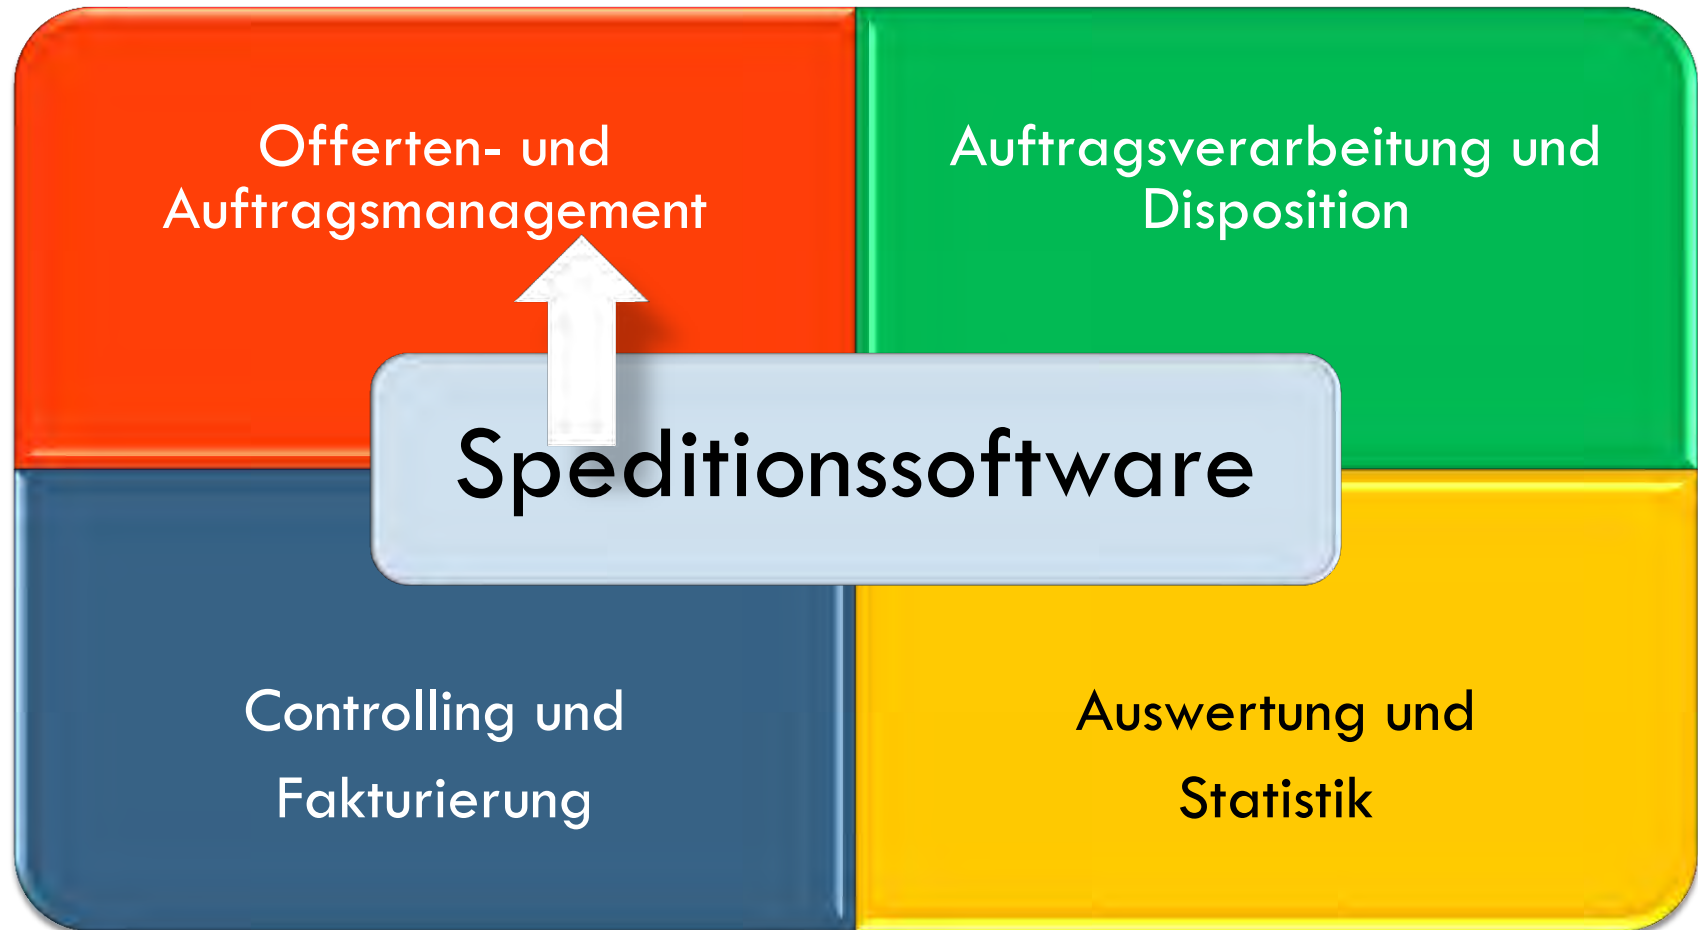 Offerten- und
Auftragsmanagement
Auftragsverarbeitung und
Disposition
Speditionssoftware
Controlling und
Fakturierung
Auswertung und
Statistik